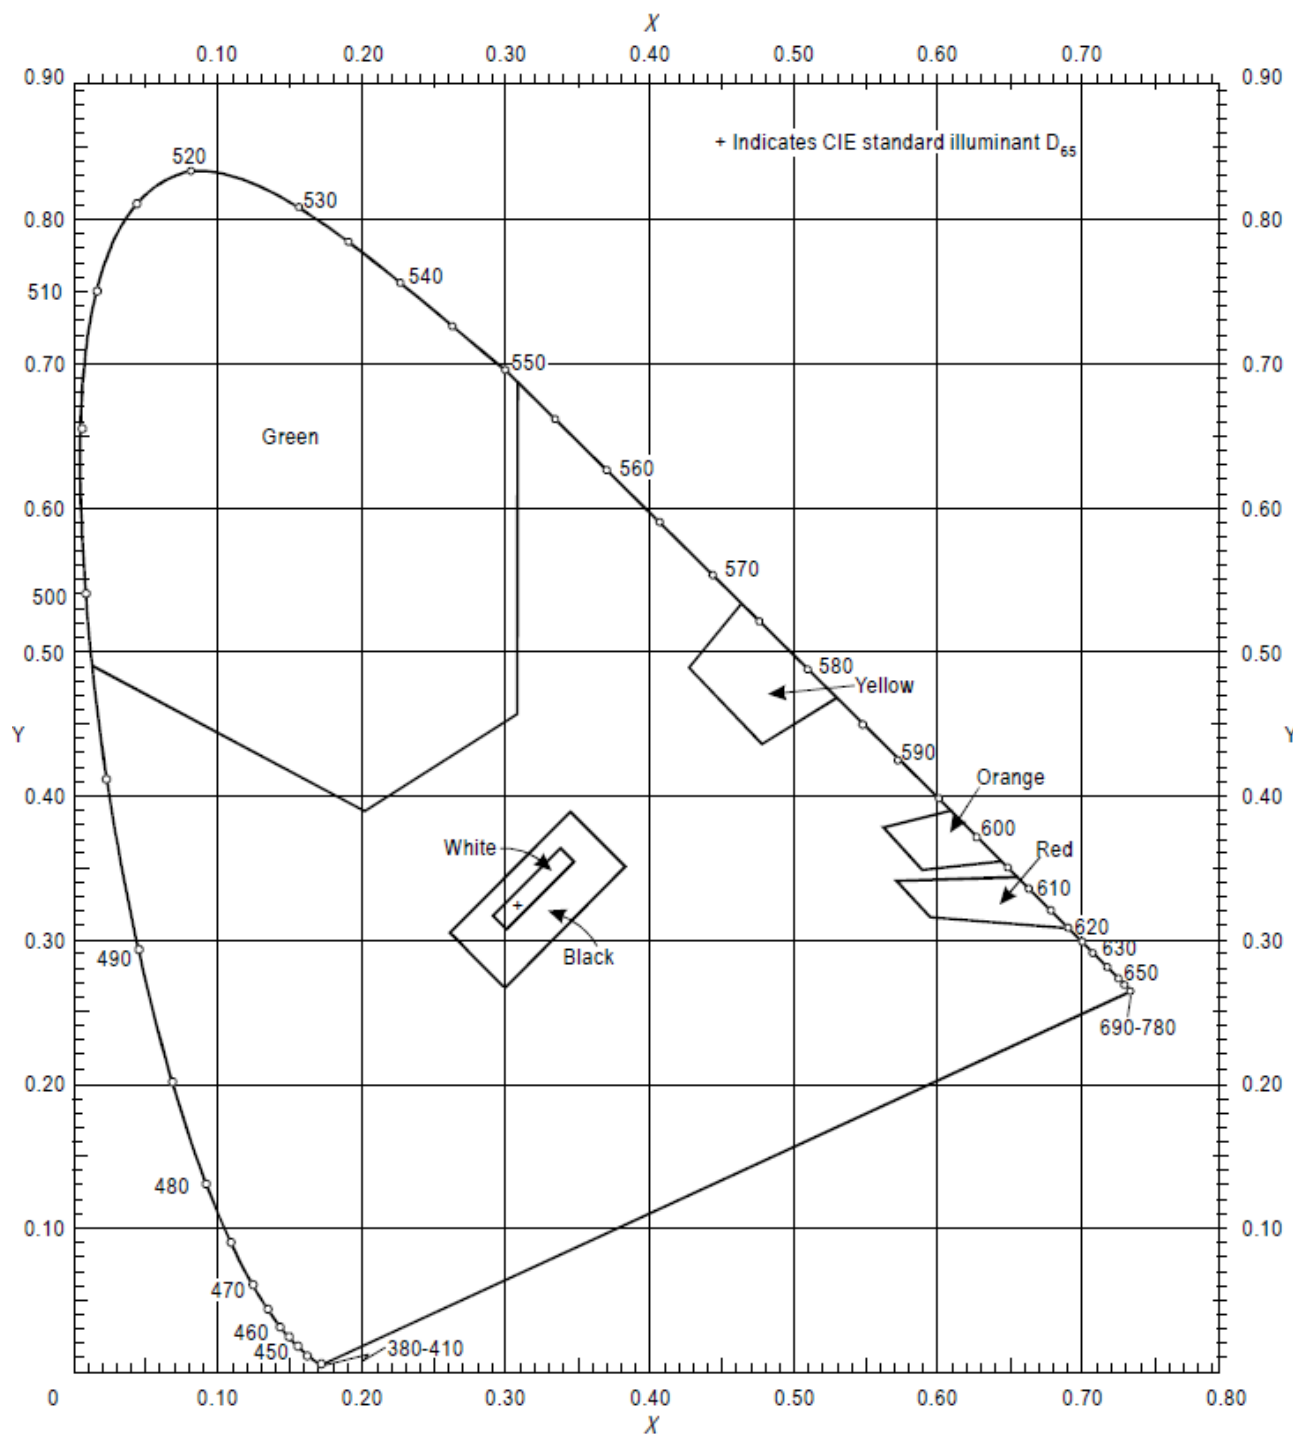 X
0.10 0.20 0.30 0.40 0.50 0.60 0.70
0.90 0.90
+ Indicates CIE standard illuminant D65
520
530
0.80 0.80
540
510
0.70 550 0.70
Green
560
0.60 0.60
570
500
0.50 0.50
580
Yellow
Y Y
590
Orange
0.40 0.40
600
White Red
610
620
0.30 0.30
630
Black
490
650
690-780
0.20 0.20
480
0.10 0.10
470
460
450 380-410
0 0.10 0.20 0.30 0.40 0.50 0.60 0.70 0.80
X